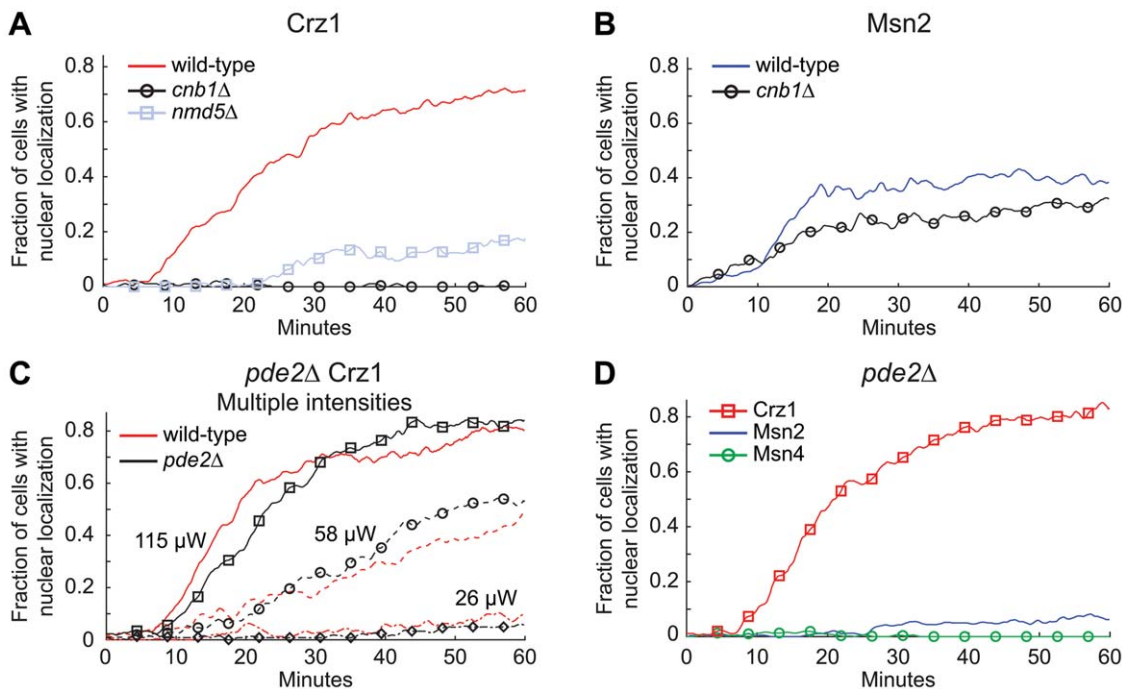 A
Crz1
Fraction of cells with
nuclear localization
0.8
0.6
0.4
0.2
0
wild-type
cnb1Δ
nmd5Δ
0 10 20 30 40 50 60
Minutes
B
Msn2
Fraction of cells with
nuclear localization
0.8
0.6
0.4
0.2
0
wild-type
cnb1Δ
0 10 20 30 40 50 60
Minutes
C
pde2Δ Crz1
Multiple intensities
Fraction of cells with
nuclear localization
0.8
0.6
0.4
0.2
0
wild-type
pde2Δ
115 µW
58 µW
26 µW
0 10 20 30 40 50 60
Minutes
D
pde2Δ
Fraction of cells with
nuclear localization
0.8
0.6
0.4
0.2
0
Crz1
Msn2
Msn4
0 10 20 30 40 50 60
Minutes